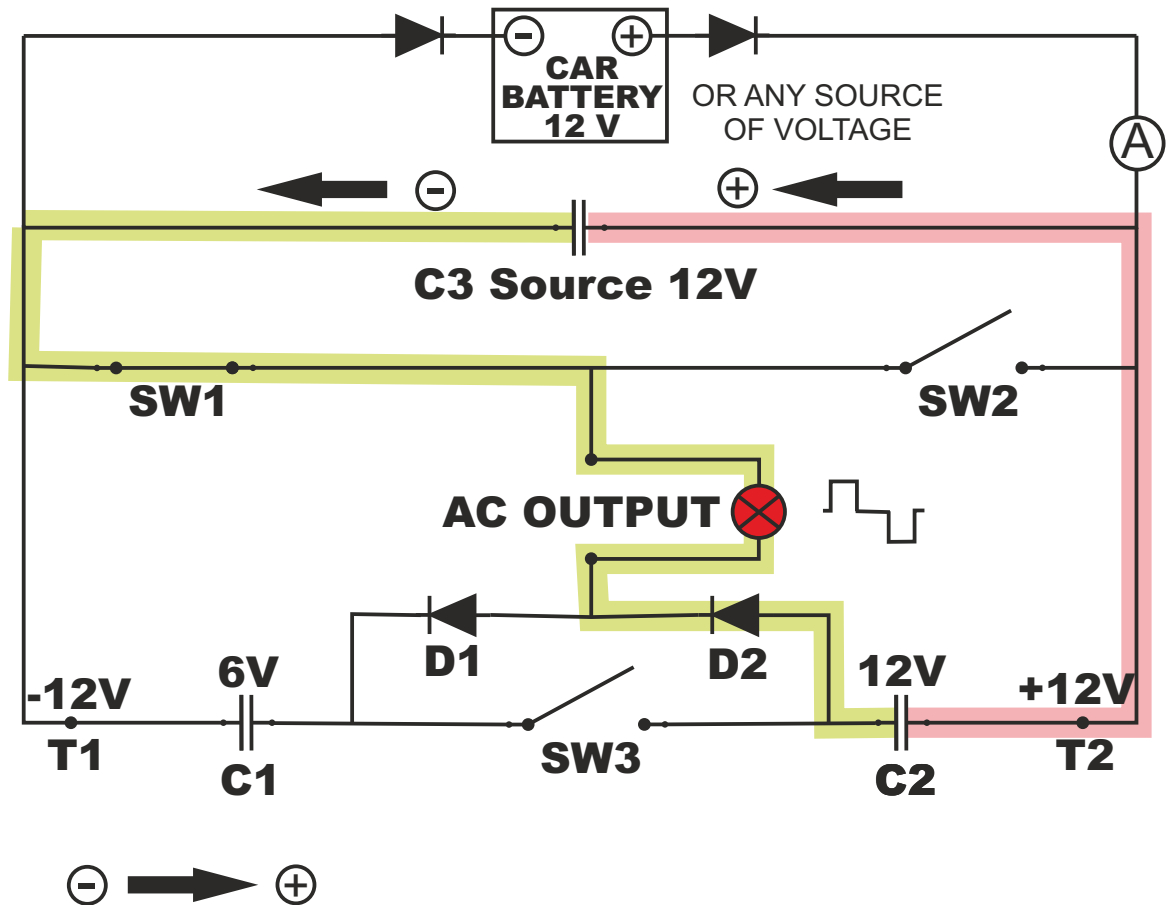 - +
CAR
BATTERY
12 V
OR ANY SOURCE
OF VOLTAGE
A
- +
C3 Source 12V
SW1
SW2
AC OUTPUT
D1
D2
-12V
6V
12V
+12V
T1
C1
SW3
C2
T2
- +